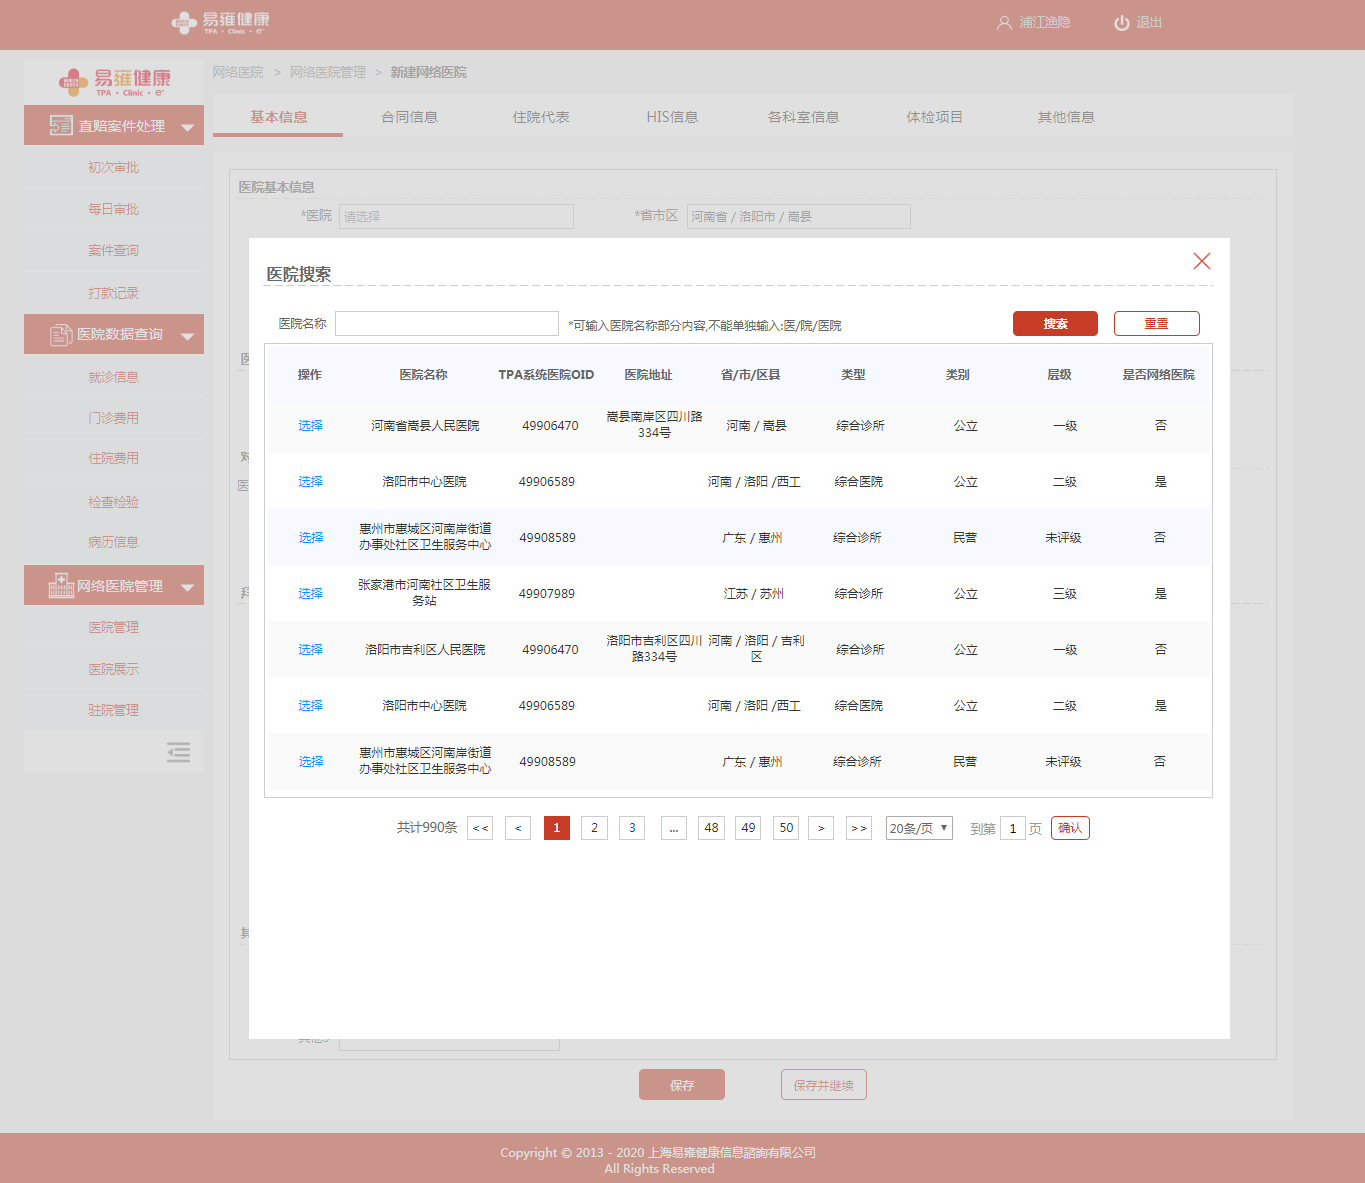 易雍健康
TPA · Clinic · e
浦江渔隐
退出
易雍健康
TPA · Clinic · e
网络医院 > 网络医院管理 > 新建网络医院
直赔案件处理
初次审批
每日审批
案件查询
打款记录
医院数据查询
就诊信息
门诊费用
住院费用
检查检验
病历信息
网络医院管理
医院管理
医院展示
驻院管理
基本信息 合同信息 住院代表 HIS信息 各科室信息 体检项目 其他信息
医院基本信息
*医院 请选择 *省市区 河南省 / 洛阳市 / 嵩县
医院搜索
医院名称 *可输入医院名称部分内容,不能单独输入:医/院/医院 搜索 重置
操作 医院名称 TPA系统医院OID 医院地址 省/市/区县 类型 类别 层级 是否网络医院
选择 河南省嵩县人民医院 49906470 嵩县南岸区四川路334号 河南 / 嵩县 综合诊所 公立 一级 否
选择 洛阳市中心医院 49906589 河南 / 洛阳 /西工 综合医院 公立 二级 是
选择 惠州市惠城区河南岸街道办事处社区卫生服务中心 49908589 广东 / 惠州 综合诊所 民营 未评级 否
选择 张家港市河南社区卫生服务站 49907989 江苏 / 苏州 综合诊所 公立 三级 是
选择 洛阳市吉利区人民医院 49906470 洛阳市吉利区四川路334号 河南 / 洛阳 / 吉利区 综合诊所 公立 一级 否
选择 洛阳市中心医院 49906589 河南 / 洛阳 /西工 综合医院 公立 二级 是
选择 惠州市惠城区河南岸街道办事处社区卫生服务中心 49908589 广东 / 惠州 综合诊所 民营 未评级 否
共计990条 << < 1 2 3 ... 48 49 50 > >> 20条/页 到第 1 页 确认
保存 保存并继续
Copyright © 2013 - 2020 上海易雍健康信息諮詢有限公司
All Rights Reserved